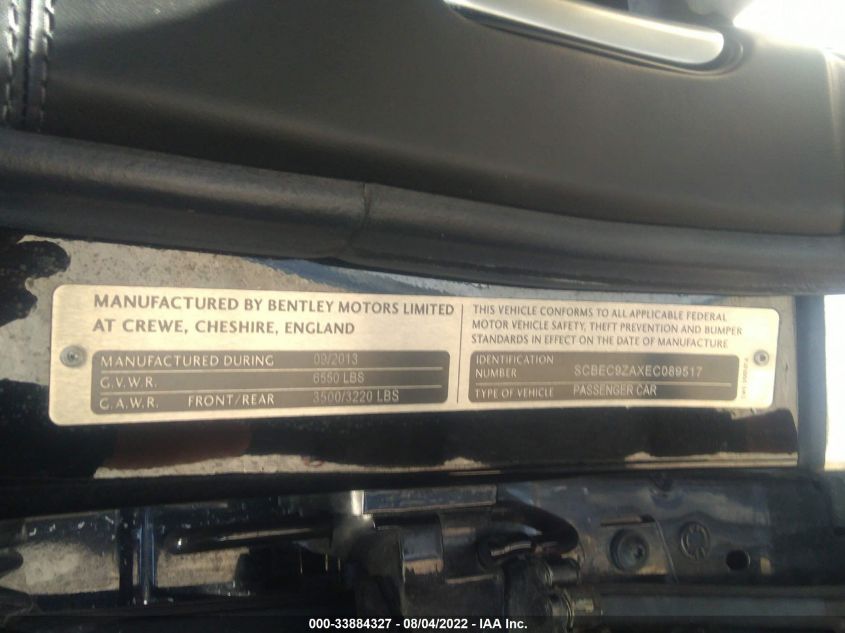 MANUFACTURED BY BENTLEY MOTORS LIMITED
AT CREWE, CHESHIRE, ENGLAND
MANUFACTURED DURING 09/2013
G.V.W.R. 6550 LBS
G.A.W.R. FRONT/REAR 3500/3220 LBS
THIS VEHICLE CONFORMS TO ALL APPLICABLE FEDERAL
MOTOR VEHICLE SAFETY, THEFT PREVENTION AND BUMPER
STANDARDS IN EFFECT ON THE DATE OF MANUFACTURE
IDENTIFICATION
NUMBER SCBEC9ZAXEC089517
TYPE OF VEHICLE PASSENGER CAR
000-33884327 - 08/04/2022 - IAA Inc.